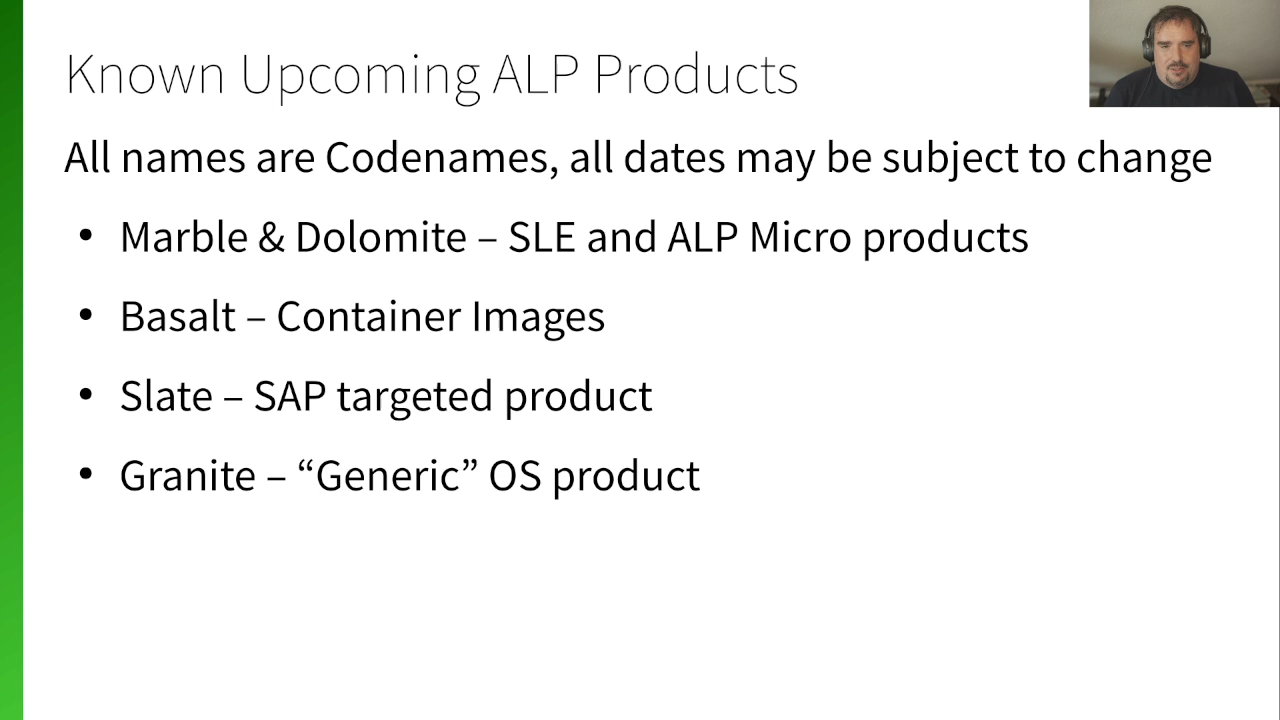 Known Upcoming ALP Products
All names are Codenames, all dates may be subject to change
• Marble & Dolomite – SLE and ALP Micro products
• Basalt – Container Images
• Slate – SAP targeted product
• Granite – “Generic” OS product